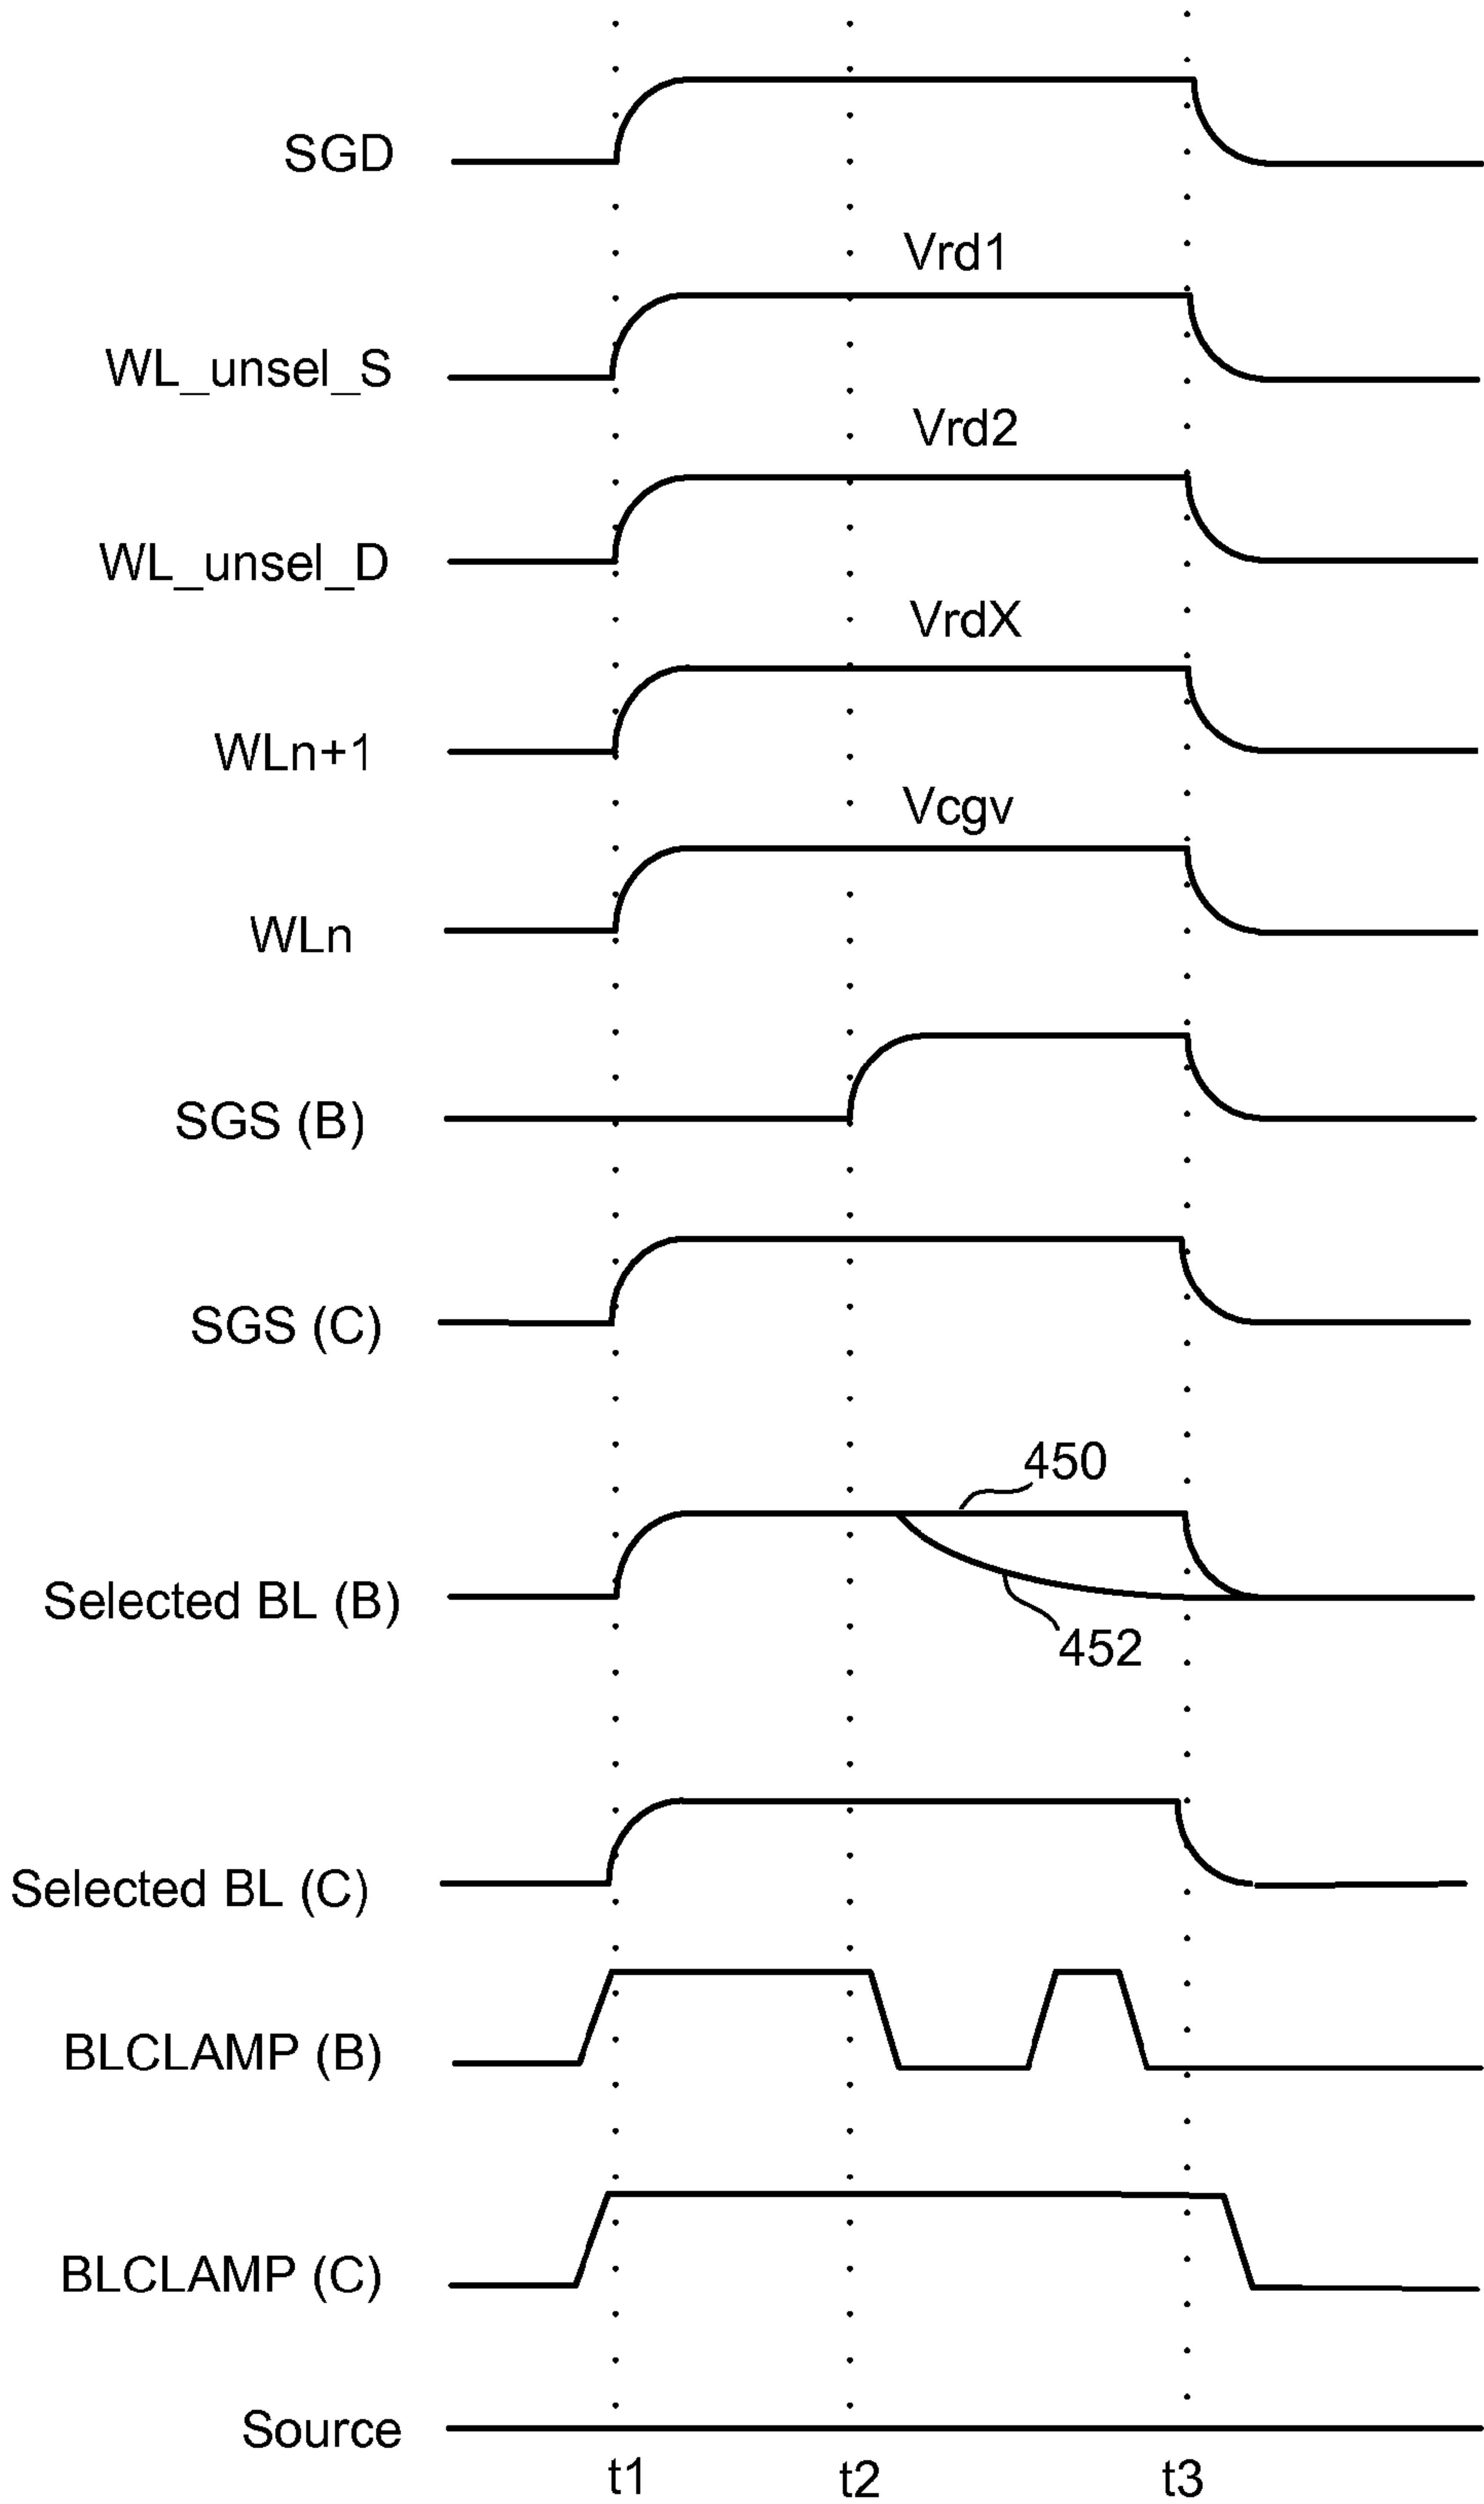 SGD
Vrd1
WL_unsel_S
Vrd2
WL_unsel_D
VrdX
WLn+1
Vcgv
WLn
SGS (B)
SGS (C)
450
Selected BL (B)
452
Selected BL (C)
BLCLAMP (B)
BLCLAMP (C)
Source
t1 t2 t3